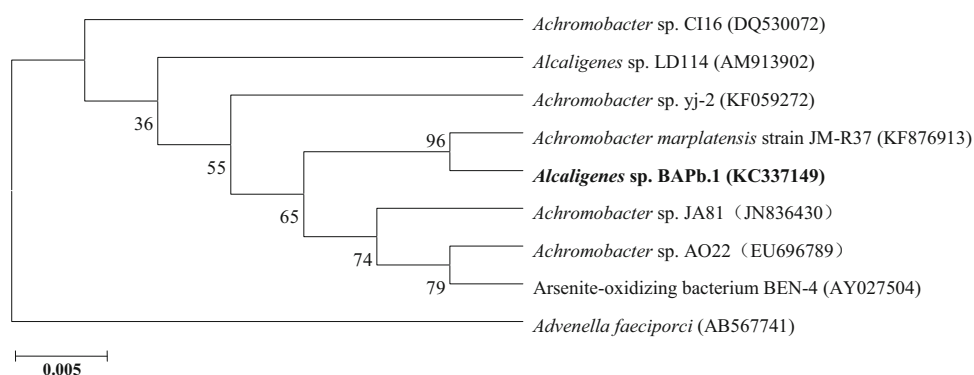 Achromobacter sp. CI16 (DQ530072)
Alcaligenes sp. LD114 (AM913902)
36
Achromobacter sp. yj-2 (KF059272)
55
Achromobacter marplatensis strain JM-R37 (KF876913)
96
Alcaligenes sp. BAPb.1 (KC337149)
65
Achromobacter sp. JA81（JN836430）
74
Achromobacter sp. AO22（EU696789）
79
Arsenite-oxidizing bacterium BEN-4 (AY027504)
Advenella faeciporci (AB567741)
0.005